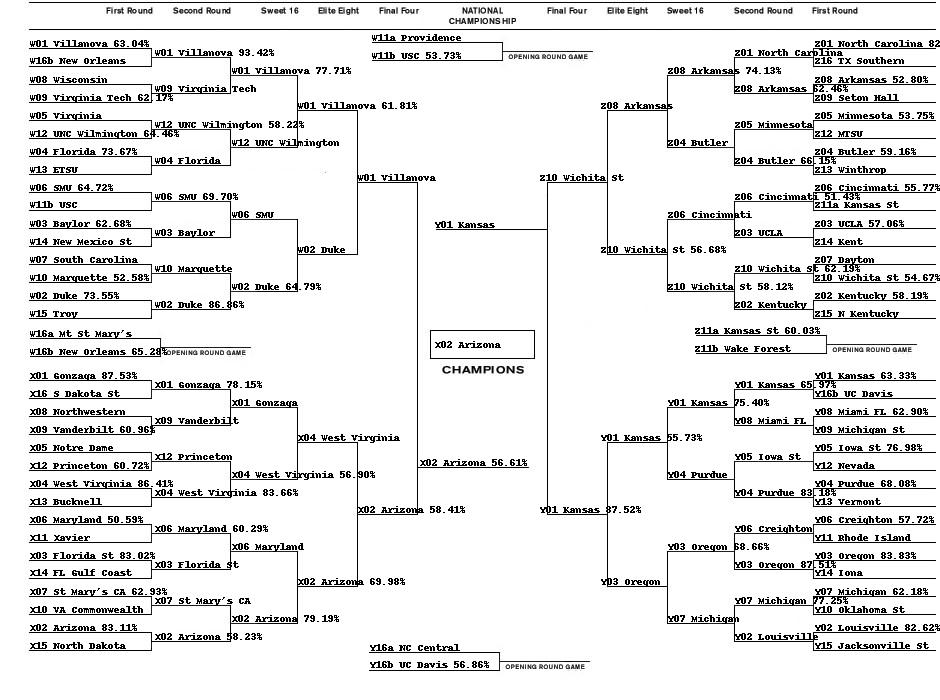 First Round Second Round Sweet 16 Elite Eight Final Four NATIONAL CHAMPIONSHIP Final Four Elite Eight Sweet 16 Second Round First Round
W11a Providence
W11b USC 53.73%
OPENING ROUND GAME
W01 Villanova 63.04%
W16b New Orleans
W08 Wisconsin
W09 Virginia Tech 62.17%
W05 Virginia
W12 UNC Wilmington 64.46%
W04 Florida 73.67%
W13 ETSU
W06 SMU 64.72%
W11b USC
W03 Baylor 62.68%
W14 New Mexico St
W07 South Carolina
W10 Marquette 52.58%
W02 Duke 73.55%
W15 Troy
W01 Villanova 93.42%
W09 Virginia Tech
W12 UNC Wilmington 58.22%
W04 Florida
W06 SMU 69.70%
W03 Baylor
W10 Marquette
W02 Duke 86.86%
W01 Villanova 77.71%
W12 UNC Wilmington
W06 SMU
W02 Duke 64.79%
W01 Villanova 61.81%
W02 Duke
W01 Villanova
W16a Mt St Mary's
W16b New Orleans 65.28%
OPENING ROUND GAME
X01 Gonzaga 87.53%
X16 S Dakota St
X08 Northwestern
X09 Vanderbilt 60.96%
X05 Notre Dame
X12 Princeton 60.72%
X04 West Virginia 86.41%
X13 Bucknell
X06 Maryland 50.59%
X11 Xavier
X03 Florida St 83.02%
X14 FL Gulf Coast
X07 St Mary's CA 62.93%
X10 VA Commonwealth
X02 Arizona 83.11%
X15 North Dakota
X01 Gonzaga 78.15%
X09 Vanderbilt
X12 Princeton
X04 West Virginia 83.66%
X06 Maryland 60.29%
X03 Florida St
X07 St Mary's CA
X02 Arizona 58.23%
X01 Gonzaga
X04 West Virginia 56.90%
X06 Maryland
X02 Arizona 79.19%
X04 West Virginia
X02 Arizona 69.98%
X02 Arizona 58.41%
X02 Arizona 56.61%
Y01 Kansas
X02 Arizona
CHAMPIONS
Z10 Wichita St
Y01 Kansas 87.52%
Z08 Arkansas
Z10 Wichita St 56.68%
Z08 Arkansas 74.13%
Z04 Butler
Z06 Cincinnati
Z10 Wichita St 58.12%
Z01 North Carolina
Z08 Arkansas 62.46%
Z05 Minnesota
Z04 Butler 66.15%
Z06 Cincinnati 51.43%
Z03 UCLA
Z10 Wichita St 62.19%
Z02 Kentucky
Z01 North Carolina 82
Z16 TX Southern
Z08 Arkansas 52.80%
Z09 Seton Hall
Z05 Minnesota 53.75%
Z12 MTSU
Z04 Butler 59.16%
Z13 Winthrop
Z06 Cincinnati 55.77%
Z11a Kansas St
Z03 UCLA 57.06%
Z14 Kent
Z07 Dayton
Z10 Wichita St 54.67%
Z02 Kentucky 58.19%
Z15 N Kentucky
Z11a Kansas St 60.03%
Z11b Wake Forest
OPENING ROUND GAME
Y01 Kansas 55.73%
Y03 Oregon
Y01 Kansas 75.40%
Y04 Purdue
Y03 Oregon 68.66%
Y07 Michigan
Y01 Kansas 65.97%
Y08 Miami FL
Y05 Iowa St
Y04 Purdue 83.18%
Y06 Creighton
Y03 Oregon 87.51%
Y07 Michigan 77.25%
Y02 Louisville
Y01 Kansas 63.33%
Y16b UC Davis
Y08 Miami FL 62.90%
Y09 Michigan St
Y05 Iowa St 76.98%
Y12 Nevada
Y04 Purdue 68.08%
Y13 Vermont
Y06 Creighton 57.72%
Y11 Rhode Island
Y03 Oregon 83.83%
Y14 Iona
Y07 Michigan 62.18%
Y10 Oklahoma St
Y02 Louisville 82.62%
Y15 Jacksonville St
Y16a NC Central
Y16b UC Davis 56.86%
OPENING ROUND GAME